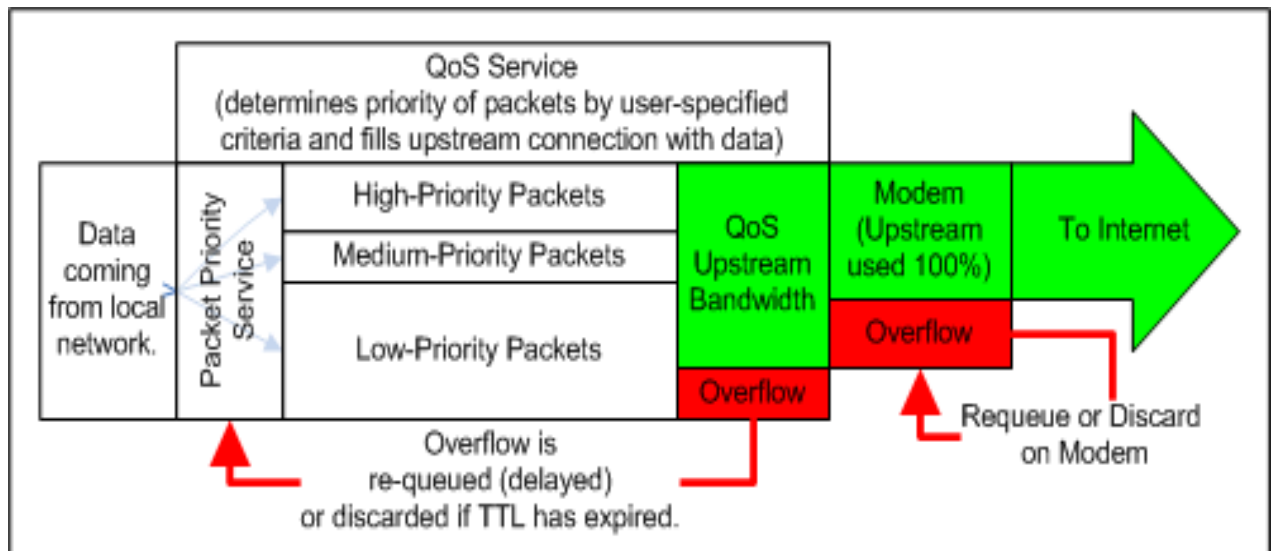 QoS Service
(determines priority of packets by user-specified
criteria and fills upstream connection with data)
Data
coming
from local
network.
Packet Priority
Service
High-Priority Packets
Medium-Priority Packets
Low-Priority Packets
QoS
Upstream
Bandwidth
Overflow
Modem
(Upstream
used 100%)
Overflow
To Internet
Overflow is
re-queued (delayed)
or discarded if TTL has expired.
Requeue or Discard
on Modem